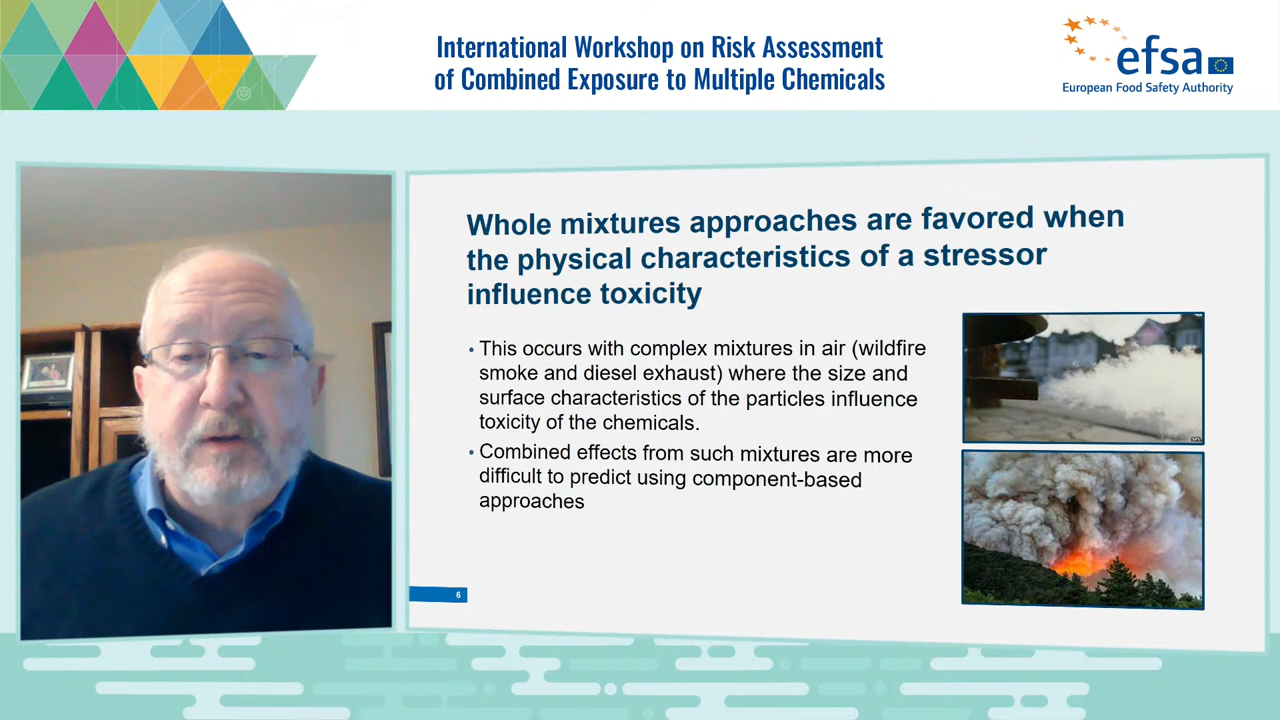 International Workshop on Risk Assessment
of Combined Exposure to Multiple Chemicals
efsa
European Food Safety Authority
Whole mixtures approaches are favored when
the physical characteristics of a stressor
influence toxicity
• This occurs with complex mixtures in air (wildfire
smoke and diesel exhaust) where the size and
surface characteristics of the particles influence
toxicity of the chemicals.
• Combined effects from such mixtures are more
difficult to predict using component-based
approaches
6